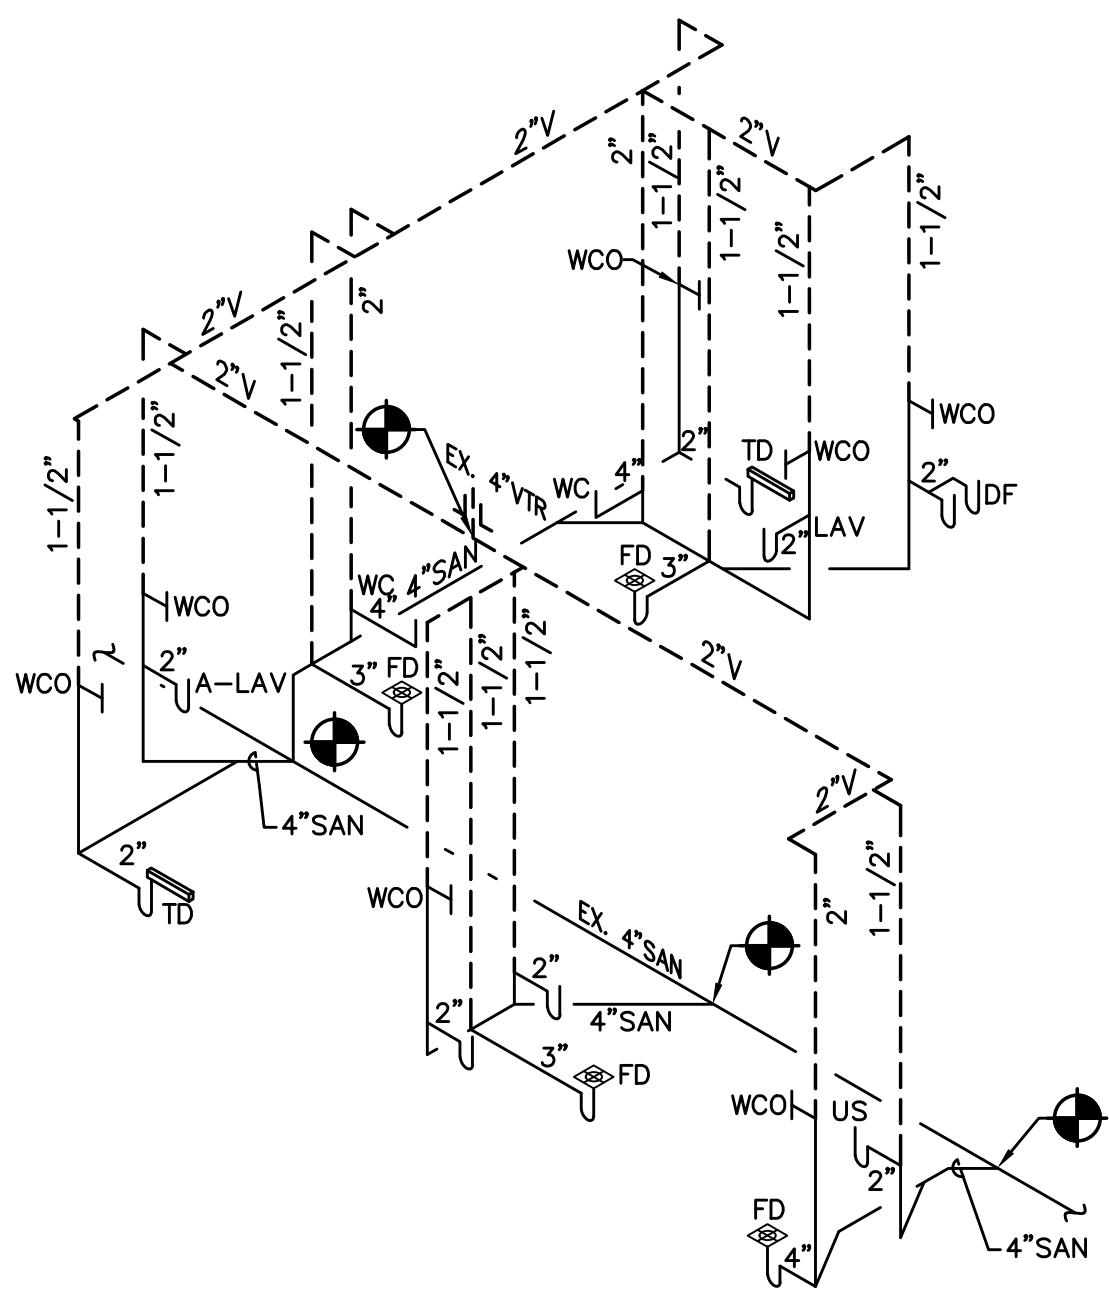 2"V
2"V
2"
1-1/2"
1-1/2"
1-1/2"
1-1/2"
WCO
2"V
2"V
1-1/2"
2"
1-1/2"
1-1/2"
WCO
EX.
4"VTR
4"
2"
TD
WCO
2"
DF
WC
LAV
2"
FD
3"
WC
4"SAN
4"
WCO
2"
A-LAV
WCO
3"
FD
1-1/2"
1-1/2"
1-1/2"
2"V
4"SAN
2"
TD
WCO
2"V
1-1/2"
2"
EX. 4"SAN
2"
2"
4"SAN
3"
FD
WCO
US
2"
FD
4"
4"SAN